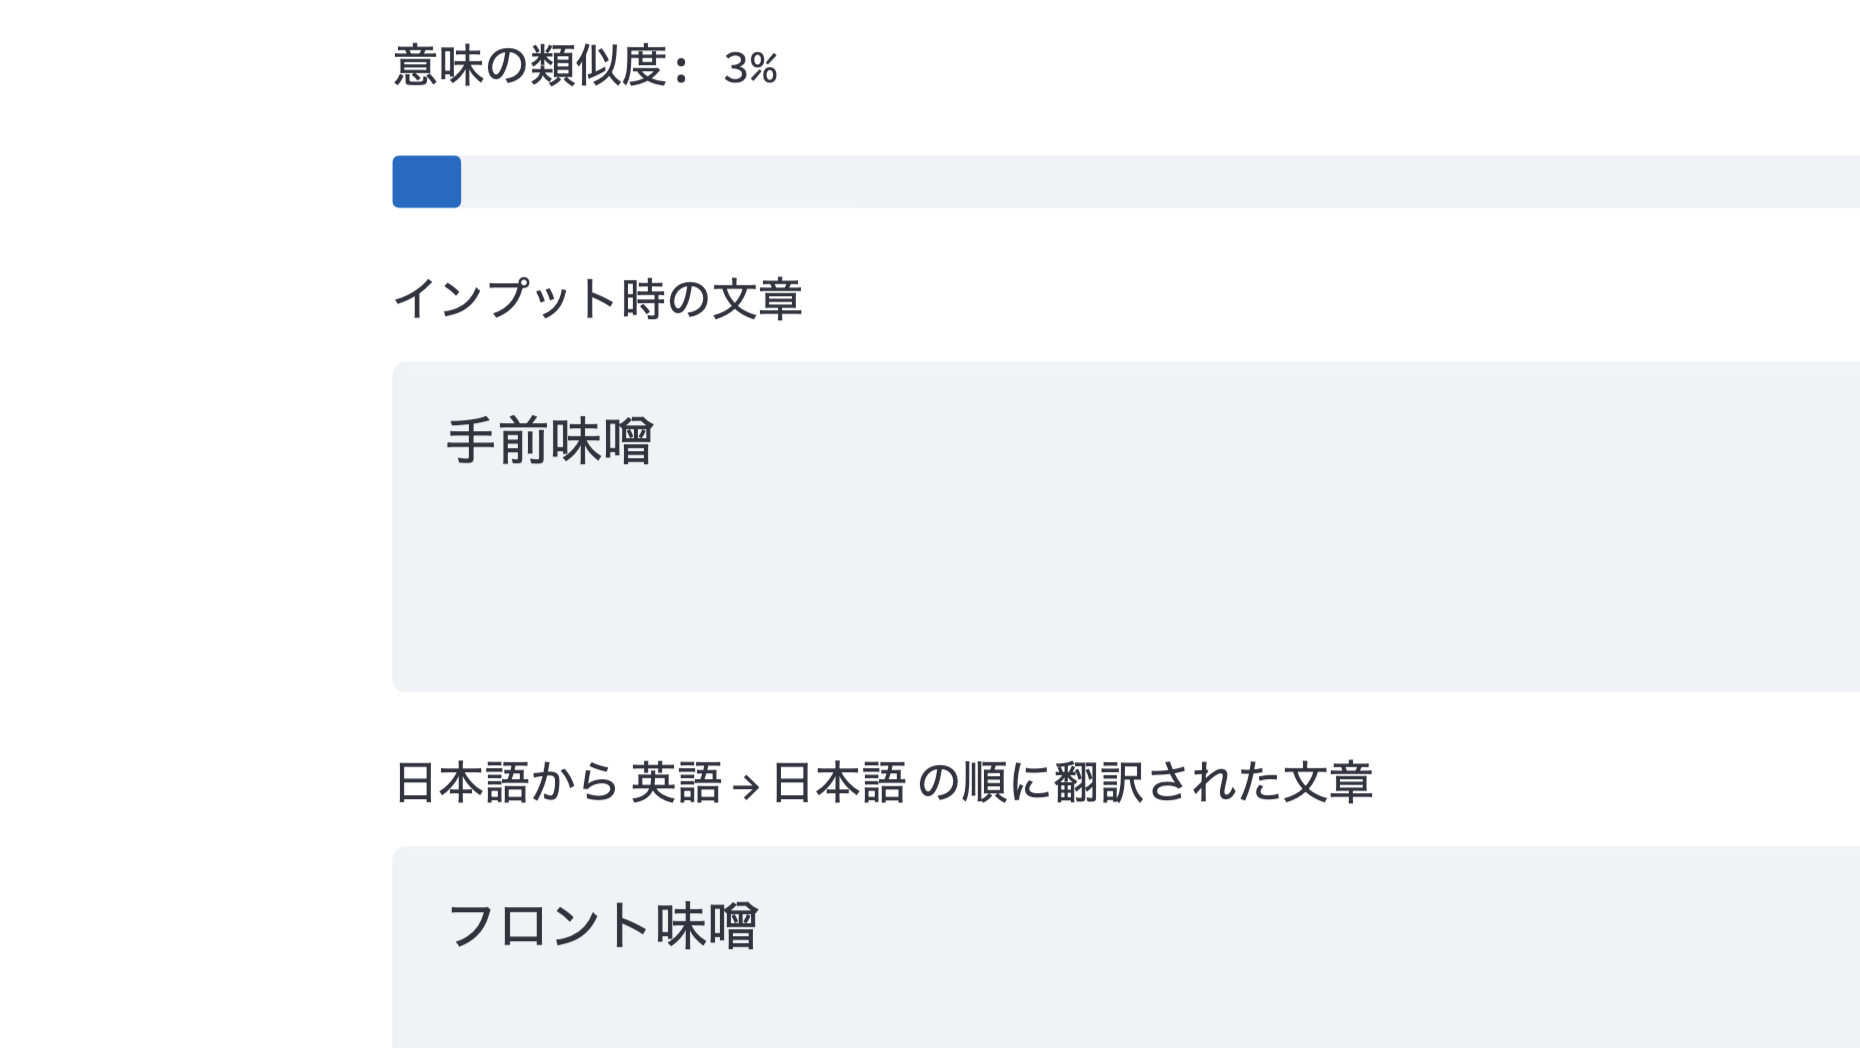 意味の類似度: 3%
インプット時の文章
手前味噌
日本語から 英語→日本語 の順に翻訳された文章
フロント味噌